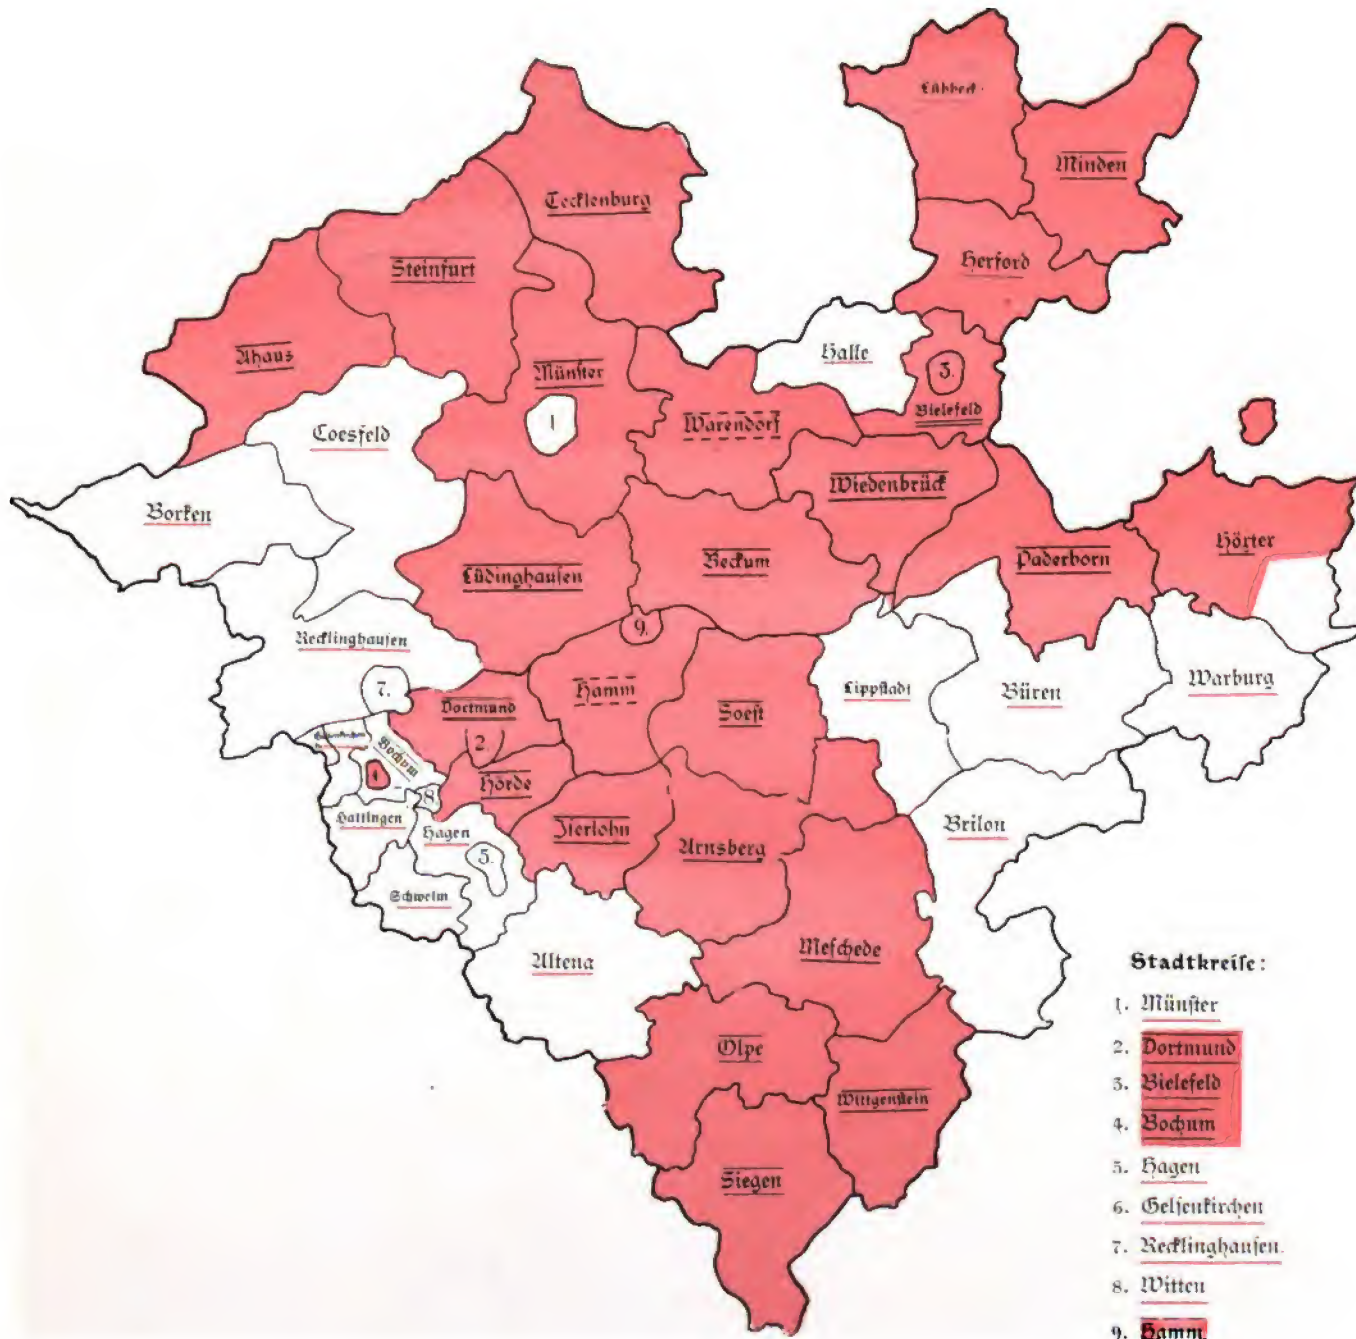 Lübbecke
Minden
Tecklenburg
Herford
Steinfurt
Halle
Ahaus
Münster
3.
Bielefeld
1
Coesfeld
Warendorf
Wiedenbrück
Borken
Höxter
Beckum
Paderborn
Lüdinghausen
Recklinghausen
9.
7.
Hamm
Lippstadt
Büren
Warburg
Dortmund
Soest
Gelsenkirchen
Bochum
2.
4.
Hörde
8
Hattingen
Hagen
Iserlohn
Arnsberg
Brilon
5.
Schwelm
Altena
Meschede
Olpe
Wittgenstein
Siegen
Stadtkreise:
1. Münster
2. Dortmund
3. Bielefeld
4. Bochum
5. Hagen
6. Gelsenkirchen
7. Recklinghausen.
8. Witten
9. Hamm